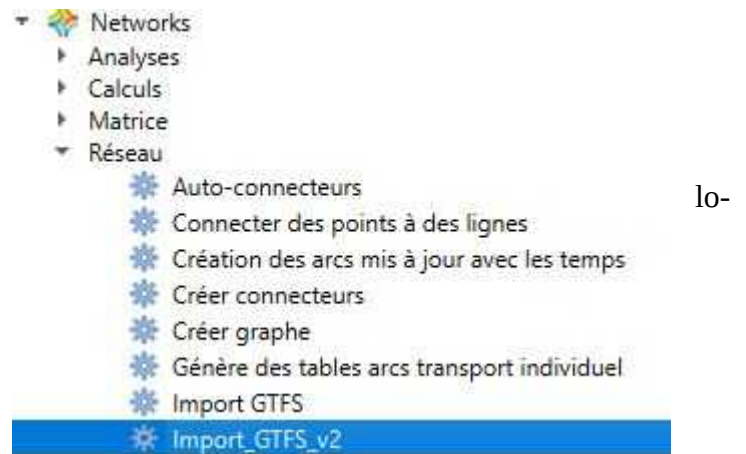 Networks
Analyses
Calculs
Matrice
Réseau
Auto-connecteurs
lo-
Connecter des points à des lignes
Création des arcs mis à jour avec les temps
Créer connecteurs
Créer graphe
Génère des tables arcs transport individuel
Import GTFS
Import_GTFS_v2